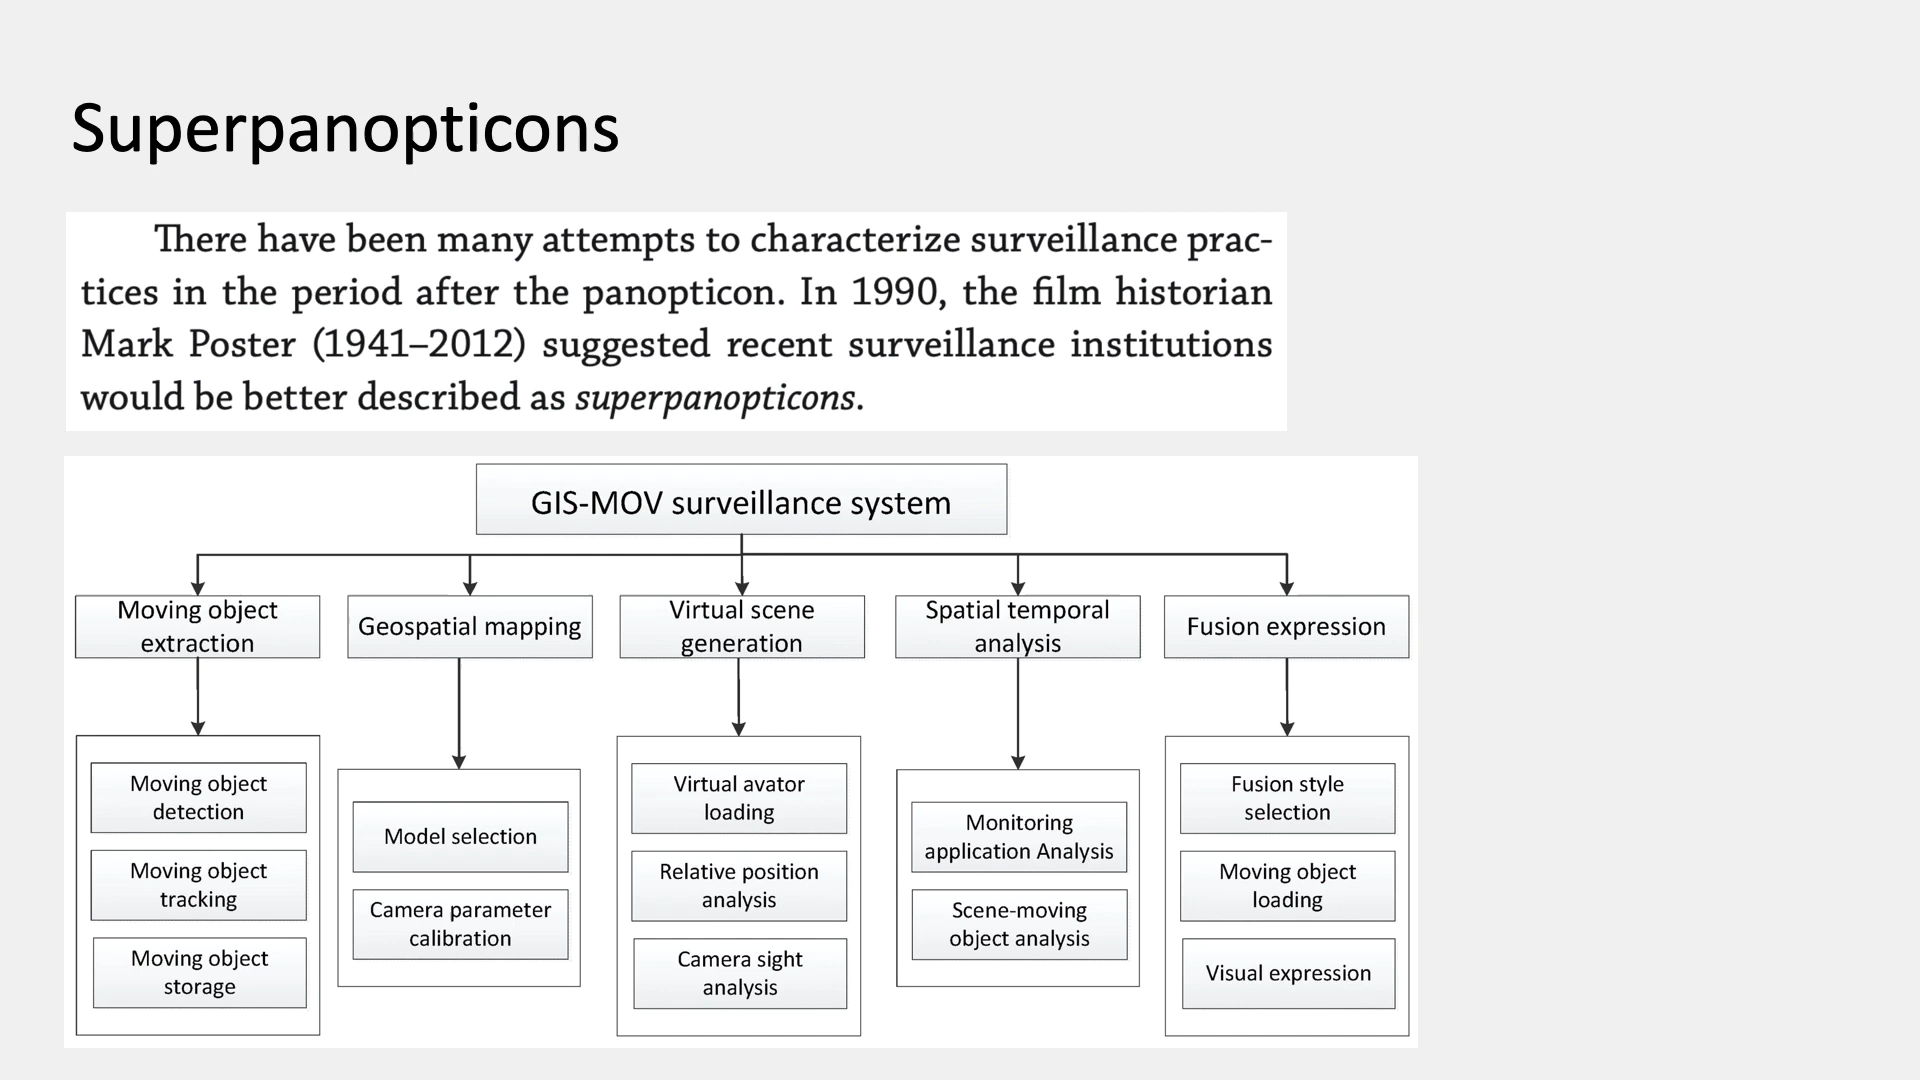 Superpanopticons
There have been many attempts to characterize surveillance prac-
tices in the period after the panopticon. In 1990, the film historian
Mark Poster (1941–2012) suggested recent surveillance institutions
would be better described as superpanopticons.
GIS-MOV surveillance system
Moving object
extraction
Geospatial mapping
Virtual scene
generation
Spatial temporal
analysis
Fusion expression
Moving object
detection
Moving object
tracking
Moving object
storage
Model selection
Camera parameter
calibration
Virtual avator
loading
Relative position
analysis
Camera sight
analysis
Monitoring
application Analysis
Scene-moving
object analysis
Fusion style
selection
Moving object
loading
Visual expression